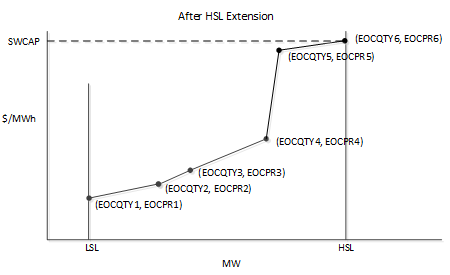 After HSL Extension
SWCAP
(EOCQTY6, EOCPR6)
(EOCQTY5, EOCPR5)
$/MWh
(EOCQTY4, EOCPR4)
(EOCQTY3, EOCPR3)
(EOCQTY2, EOCPR2)
(EOCQTY1, EOCPR1)
LSL
HSL
MW